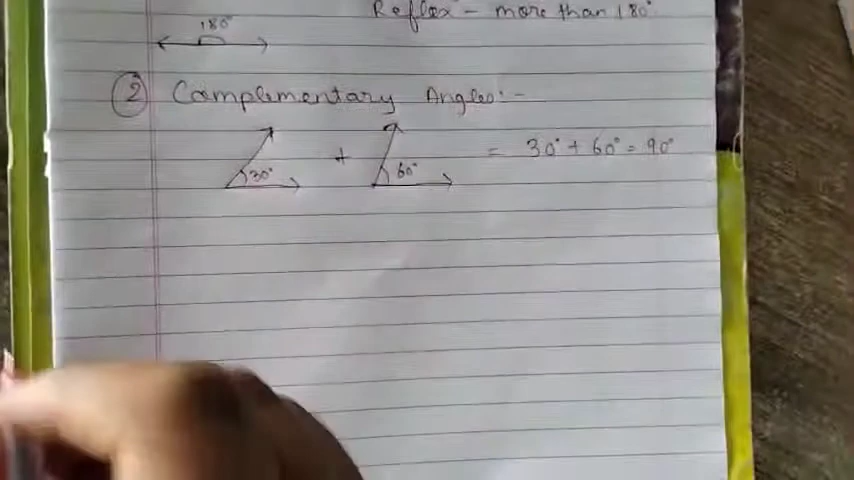 Reflex - more than 180°
180°
② Complementary Angles:-
30° + 60° = 30° + 60° = 90°